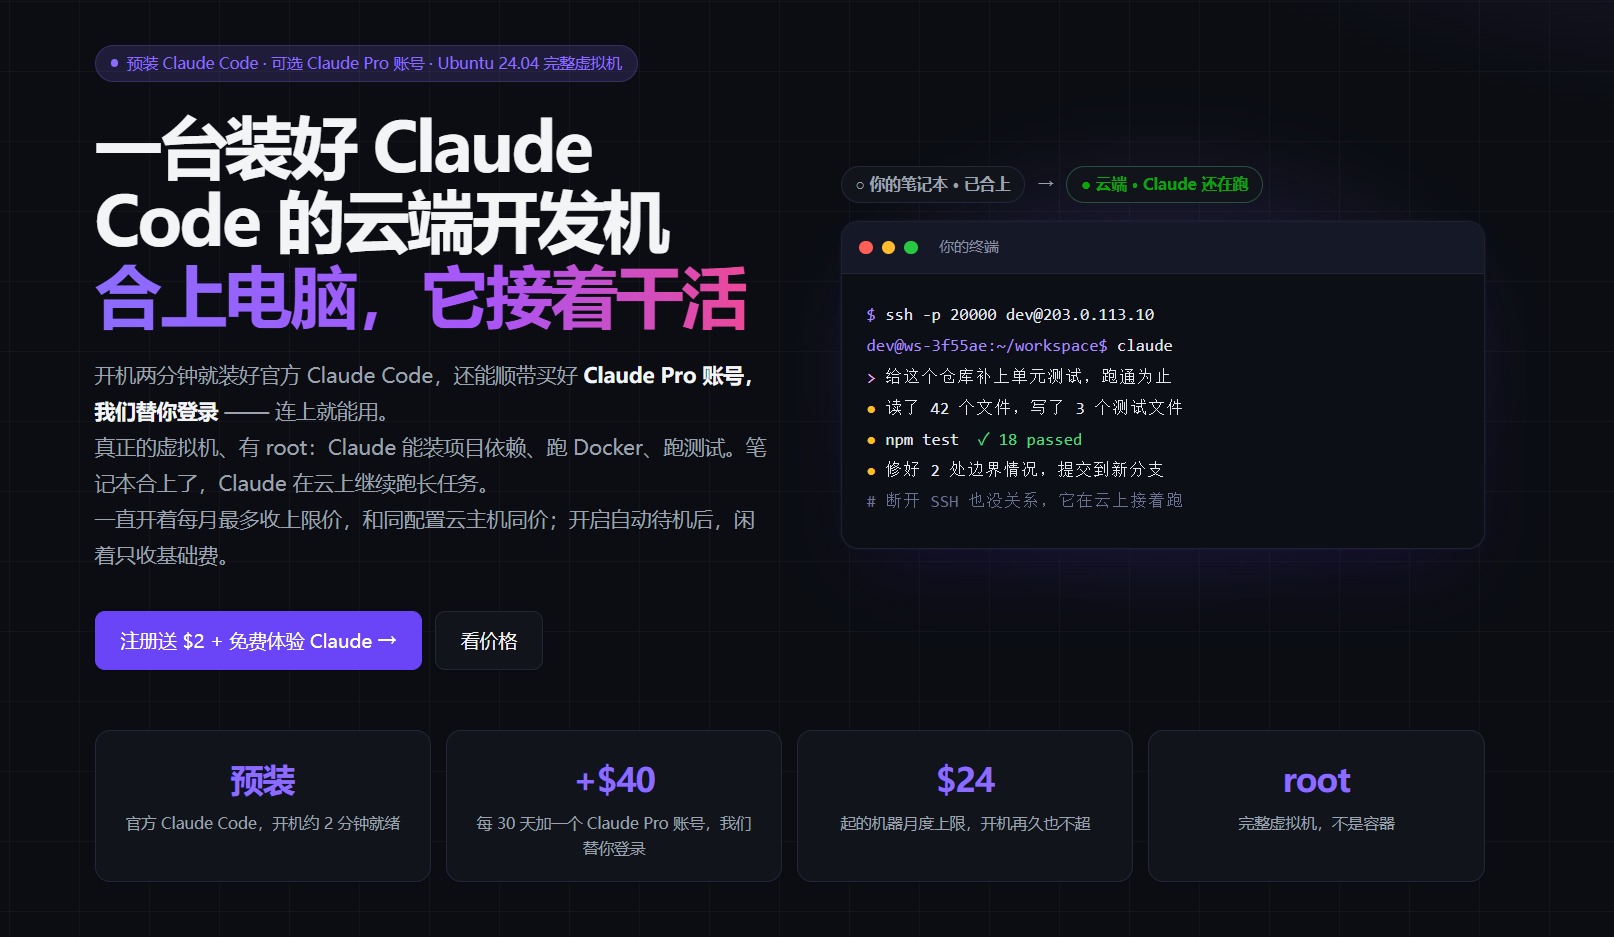 预装 Claude Code · 可选 Claude Pro 账号 · Ubuntu 24.04 完整虚拟机
一台装好 Claude
Code 的云端开发机
合上电脑，它接着干活
开机两分钟就装好官方 Claude Code，还能顺带买好 Claude Pro 账号，
我们替你登录 —— 连上就能用。
真正的虚拟机、有 root：Claude 能装项目依赖、跑 Docker、跑测试。笔
记本合上了，Claude 在云上继续跑长任务。
一直开着每月最多收上限价，和同配置云主机同价；开启自动待机后，闲
着只收基础费。
注册送 $2 + 免费体验 Claude →
看价格
○ 你的笔记本 • 已合上 → ● 云端 • Claude 还在跑
你的终端
$ ssh -p 20000 dev@203.0.113.10
dev@ws-3f55ae:~/workspace$ claude
> 给这个仓库补上单元测试，跑通为止
● 读了 42 个文件，写了 3 个测试文件
● npm test ✓ 18 passed
● 修好 2 处边界情况，提交到新分支
# 断开 SSH 也没关系，它在云上接着跑
预装
官方 Claude Code，开机约 2 分钟就绪
+$40
每 30 天加一个 Claude Pro 账号，我们
替你登录
$24
起的机器月度上限，开机再久也不超
root
完整虚拟机，不是容器